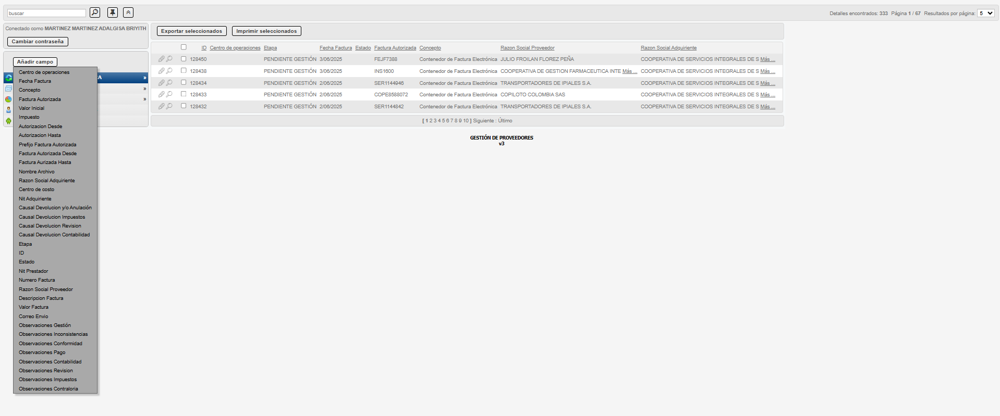 buscar
Detalles encontrados: 333 Página 1 / 67 Resultados por página: 5
Conectado como MARTINEZ MARTINEZ ADALGISA BRIYITH
Cambiar contraseña
Añadir campo
CA »
»
»
Centro de operaciones
Fecha Factura
Concepto
Factura Autorizada
Valor Inicial
Impuesto
Autorizacion Desde
Autorizacion Hasta
Prefijo Factura Autorizada
Factura Autorizada Desde
Factura Aurizada Hasta
Nombre Archivo
Razon Social Adquiriente
Centro de costo
Nit Adquiriente
Causal Devolucion y/o Anulación
Causal Devolucion Impuestos
Causal Devolucion Revision
Causal Devolucion Contabilidad
Etapa
ID
Estado
Nit Prestador
Numero Factura
Razon Social Proveedor
Descripcion Factura
Valor Factura
Correo Envio
Observaciones Gestión
Observaciones Inconsistencias
Observaciones Conformidad
Observaciones Pago
Observaciones Contabilidad
Observaciones Revision
Observaciones Impuestos
Observaciones Contraloria
Exportar seleccionados Imprimir seleccionados
ID Centro de operaciones Etapa Fecha Factura Estado Factura Autorizada Concepto Razon Social Proveedor Razon Social Adquiriente
128450 PENDIENTE GESTIÓN 3/06/2025 FEJF7388 Contenedor de Factura Electrónica JULIO FROILAN FLOREZ PEÑA COOPERATIVA DE SERVICIOS INTEGRALES DE S Más ...
128438 PENDIENTE GESTIÓN 3/06/2025 INS1600 Contenedor de Factura Electrónica COOPERATIVA DE GESTION FARMACEUTICA INTE Más ... COOPERATIVA DE SERVICIOS INTEGRALES DE S Más ...
128434 PENDIENTE GESTIÓN 2/06/2025 SER1144946 Contenedor de Factura Electrónica TRANSPORTADORES DE IPIALES S.A. COOPERATIVA DE SERVICIOS INTEGRALES DE S Más ...
128433 PENDIENTE GESTIÓN 2/06/2025 COPE8588072 Contenedor de Factura Electrónica COPILOTO COLOMBIA SAS COOPERATIVA DE SERVICIOS INTEGRALES DE S Más ...
128432 PENDIENTE GESTIÓN 2/06/2025 SER1144842 Contenedor de Factura Electrónica TRANSPORTADORES DE IPIALES S.A. COOPERATIVA DE SERVICIOS INTEGRALES DE S Más ...
[ 1 2 3 4 5 6 7 8 9 10 ] Siguiente : Último
GESTIÓN DE PROVEEDORES
v3